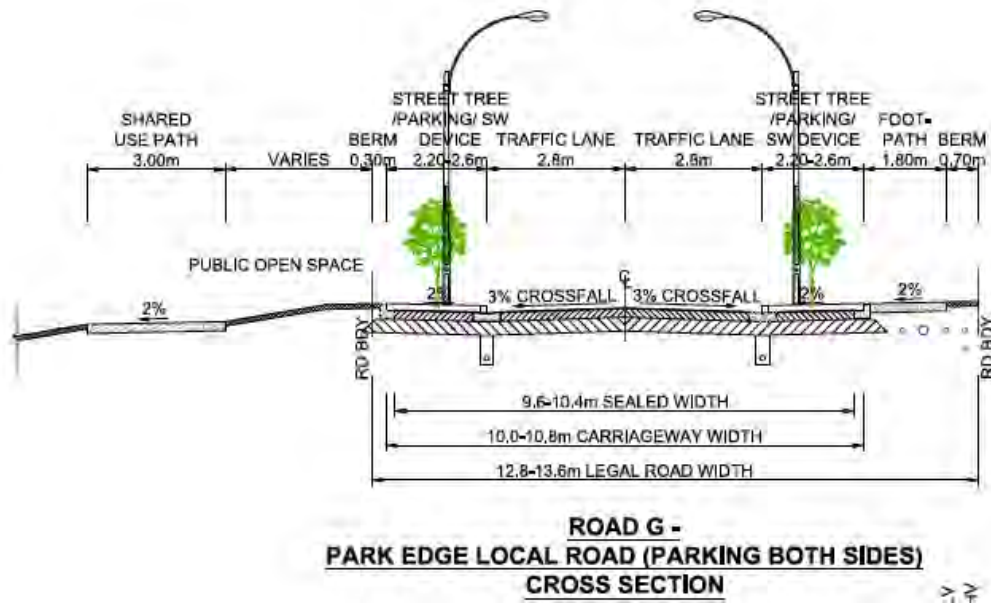 STREET TREE
/PARKING/ SW
DEVICE
2.20-2.6m
STREET TREE
/PARKING/
SW DEVICE
2.20-2.6m
SHARED
USE PATH
3.00m
VARIES
BERM
0.30m
TRAFFIC LANE
2.8m
TRAFFIC LANE
2.8m
FOOT-
PATH
1.80m
BERM
0.70m
PUBLIC OPEN SPACE
2%
2%
3% CROSSFALL
℄
3% CROSSFALL
2%
2%
RD BDY
RD BDY
9.6-10.4m SEALED WIDTH
10.0-10.8m CARRIAGEWAY WIDTH
12.8-13.6m LEGAL ROAD WIDTH
ROAD G -
PARK EDGE LOCAL ROAD (PARKING BOTH SIDES)
CROSS SECTION